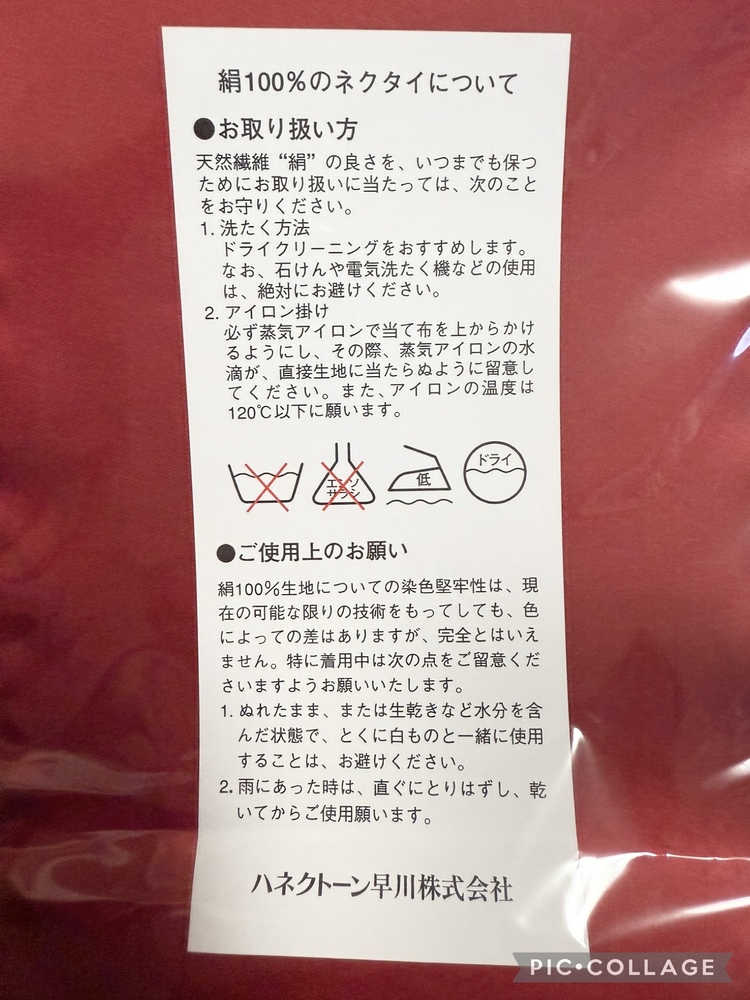 絹100%のネクタイについて
●お取り扱い方
天然繊維“絹”の良さを、いつまでも保つ
ためにお取り扱いに当たっては、次のこと
をお守りください。
1. 洗たく方法
ドライクリーニングをおすすめします。
なお、石けんや電気洗たく機などの使用
は、絶対にお避けください。
2. アイロン掛け
必ず蒸気アイロンで当て布を上からかけ
るようにし、その際、蒸気アイロンの水
滴が、直接生地に当たらぬように留意し
てください。また、アイロンの温度は
120℃以下に願います。
エンソ
サラシ
低
ドライ
●ご使用上のお願い
絹100%生地についての染色堅牢性は、現
在の可能な限りの技術をもってしても、色
によっての差はありますが、完全とはいえ
ません。特に着用中は次の点をご留意くだ
さいますようお願いいたします。
1. ぬれたまま、または生乾きなど水分を含
んだ状態で、とくに白ものと一緒に使用
することは、お避けください。
2. 雨にあった時は、直ぐにとりはずし、乾
いてからご使用願います。
ハネクトーン早川株式会社
PIC•COLLAGE